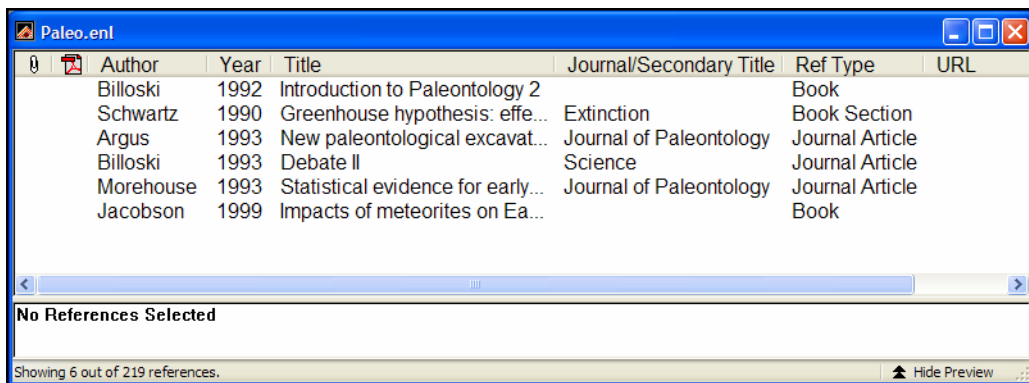 Paleo.enl
Author Year Title Journal/Secondary Title Ref Type URL
Billoski 1992 Introduction to Paleontology 2 Book
Schwartz 1990 Greenhouse hypothesis: effe... Extinction Book Section
Argus 1993 New paleontological excavat... Journal of Paleontology Journal Article
Billoski 1993 Debate II Science Journal Article
Morehouse 1993 Statistical evidence for early... Journal of Paleontology Journal Article
Jacobson 1999 Impacts of meteorites on Ea... Book
No References Selected
Showing 6 out of 219 references. Hide Preview